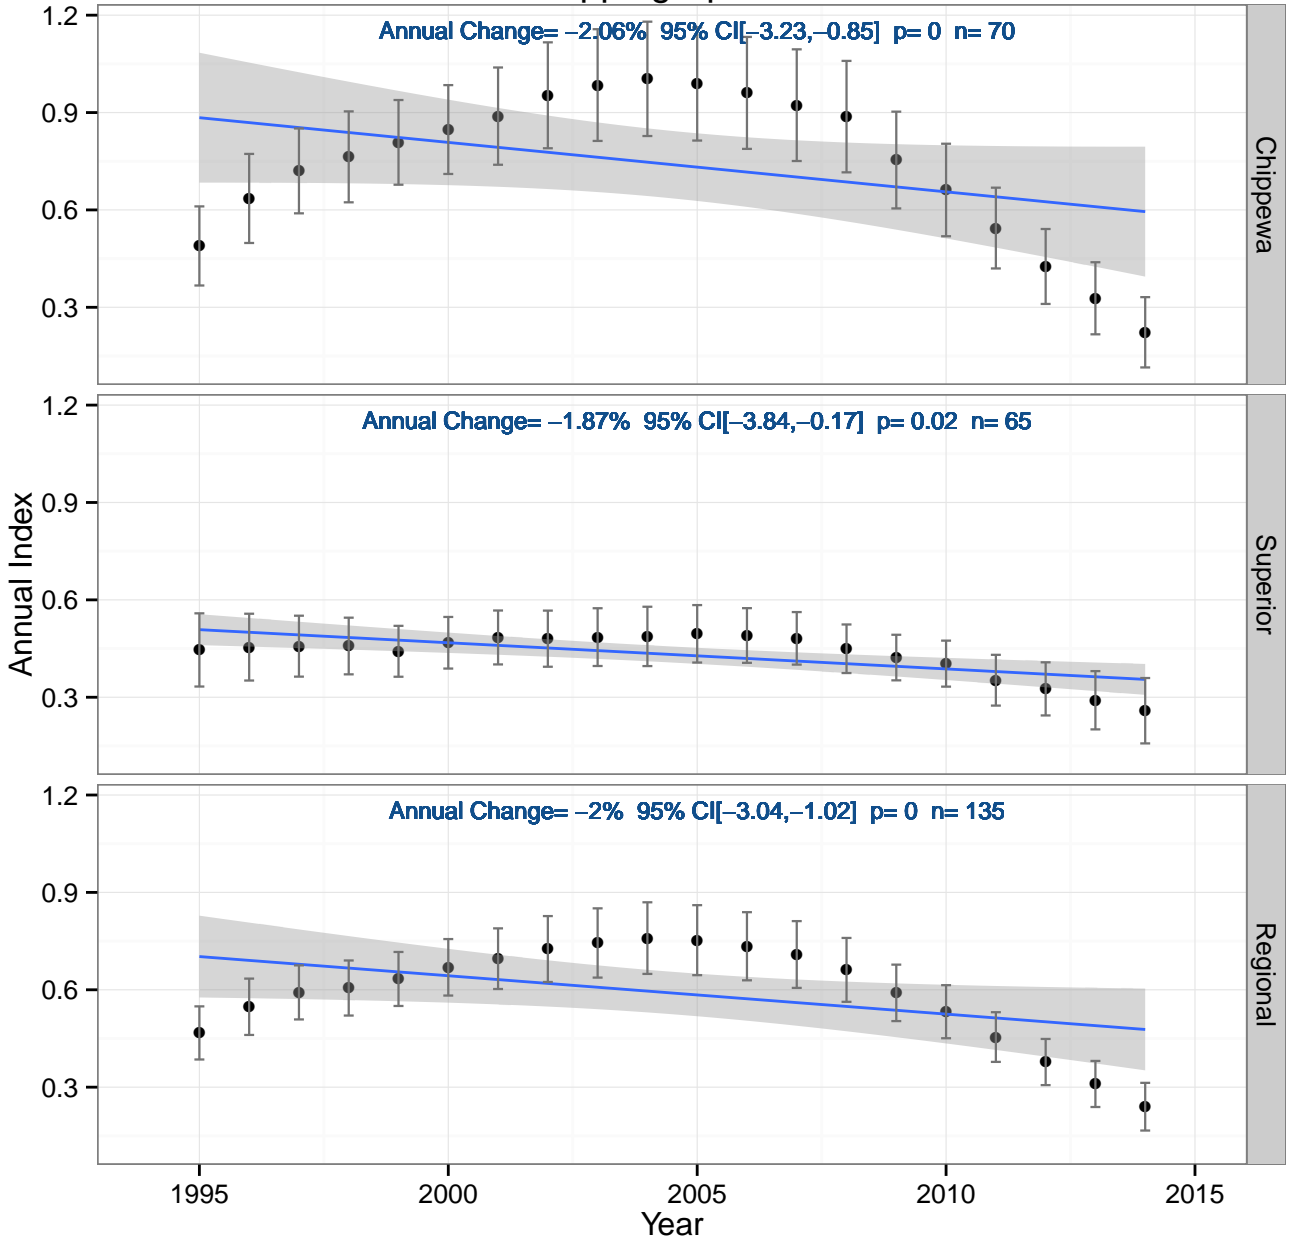 1.2
Annual Change= −2.06% 95% CI[−3.23,−0.85] p= 0 n= 70
0.9
0.6
0.3
Chippewa
1.2
Annual Change= −1.87% 95% CI[−3.84,−0.17] p= 0.02 n= 65
0.9
0.6
0.3
Superior
Annual Index
1.2
Annual Change= −2% 95% CI[−3.04,−1.02] p= 0 n= 135
0.9
0.6
0.3
Regional
1995 2000 2005 2010 2015
Year